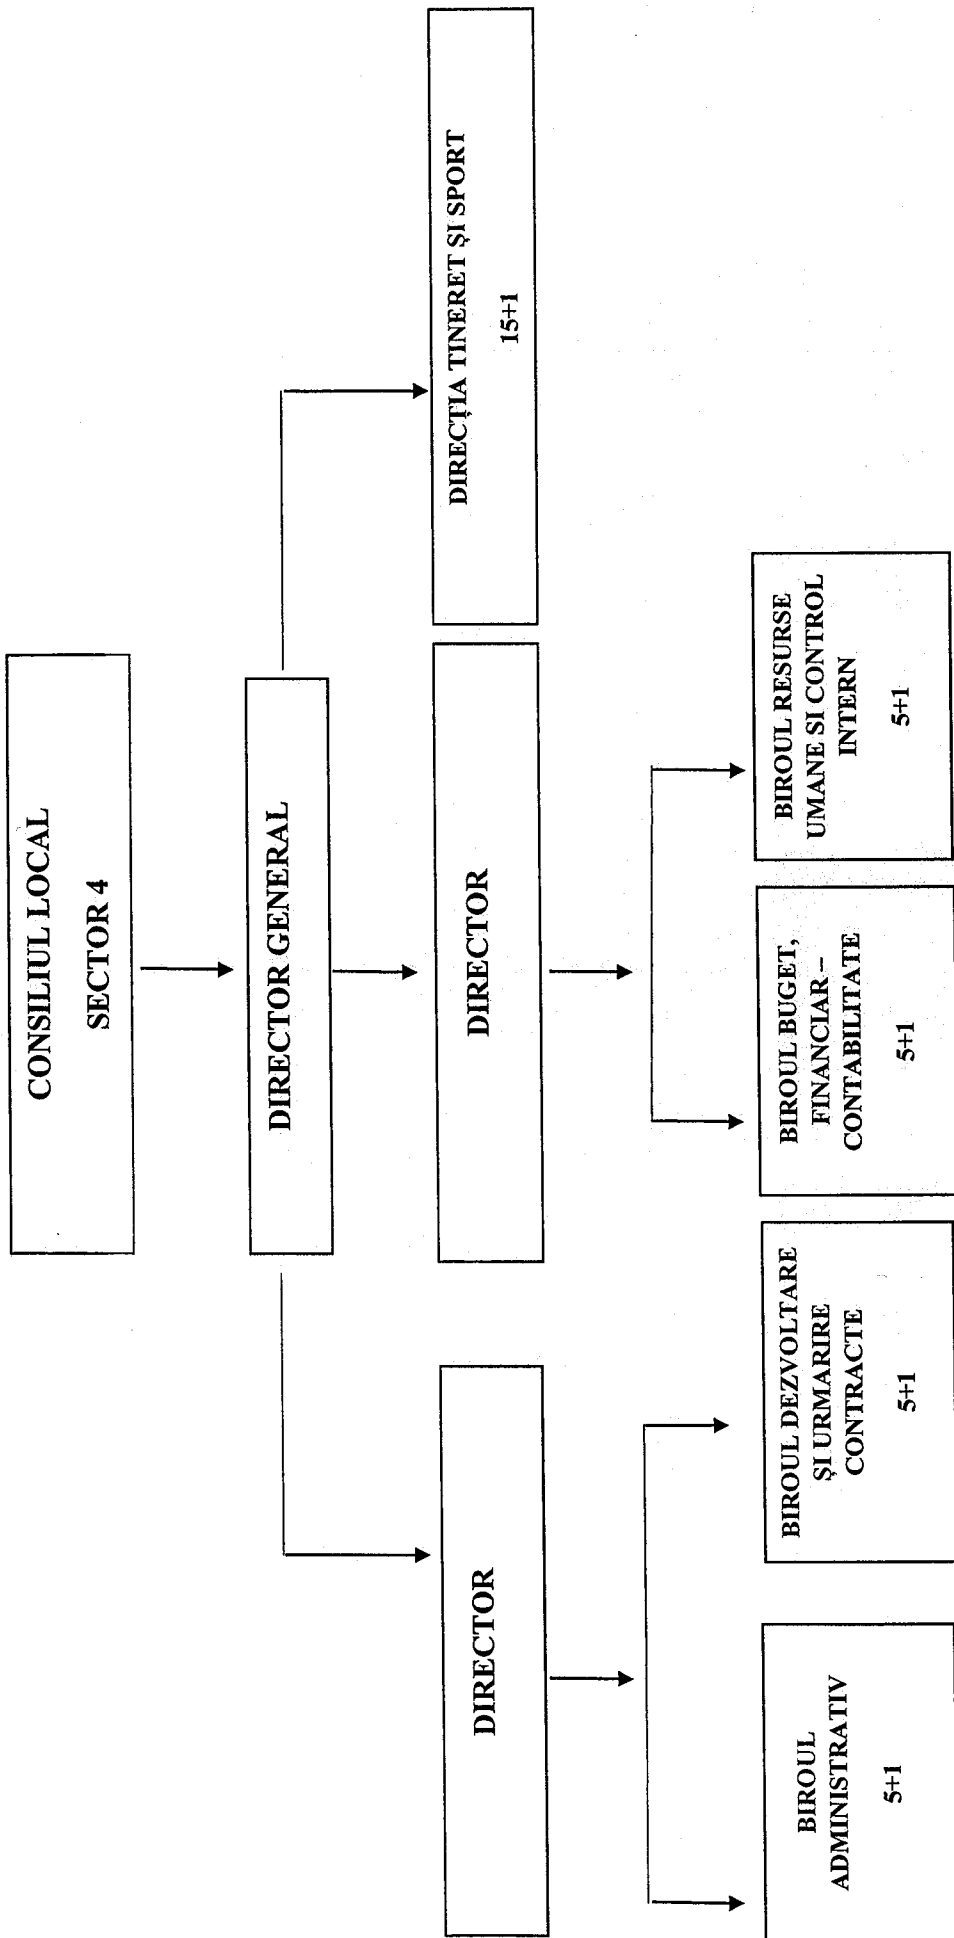 CONSILIUL LOCAL
SECTOR 4
DIRECTOR GENERAL
DIRECTOR
DIRECTOR
DIRECȚIA TINERET ȘI SPORT
15+1
BIROUL
ADMINISTRATIV
5+1
BIROUL DEZVOLTARE
ȘI URMARIRE
CONTRACTE
5+1
BIROUL BUGET,
FINANCIAR –
CONTABILITATE
5+1
BIROUL RESURSE
UMANE SI CONTROL
INTERN
5+1